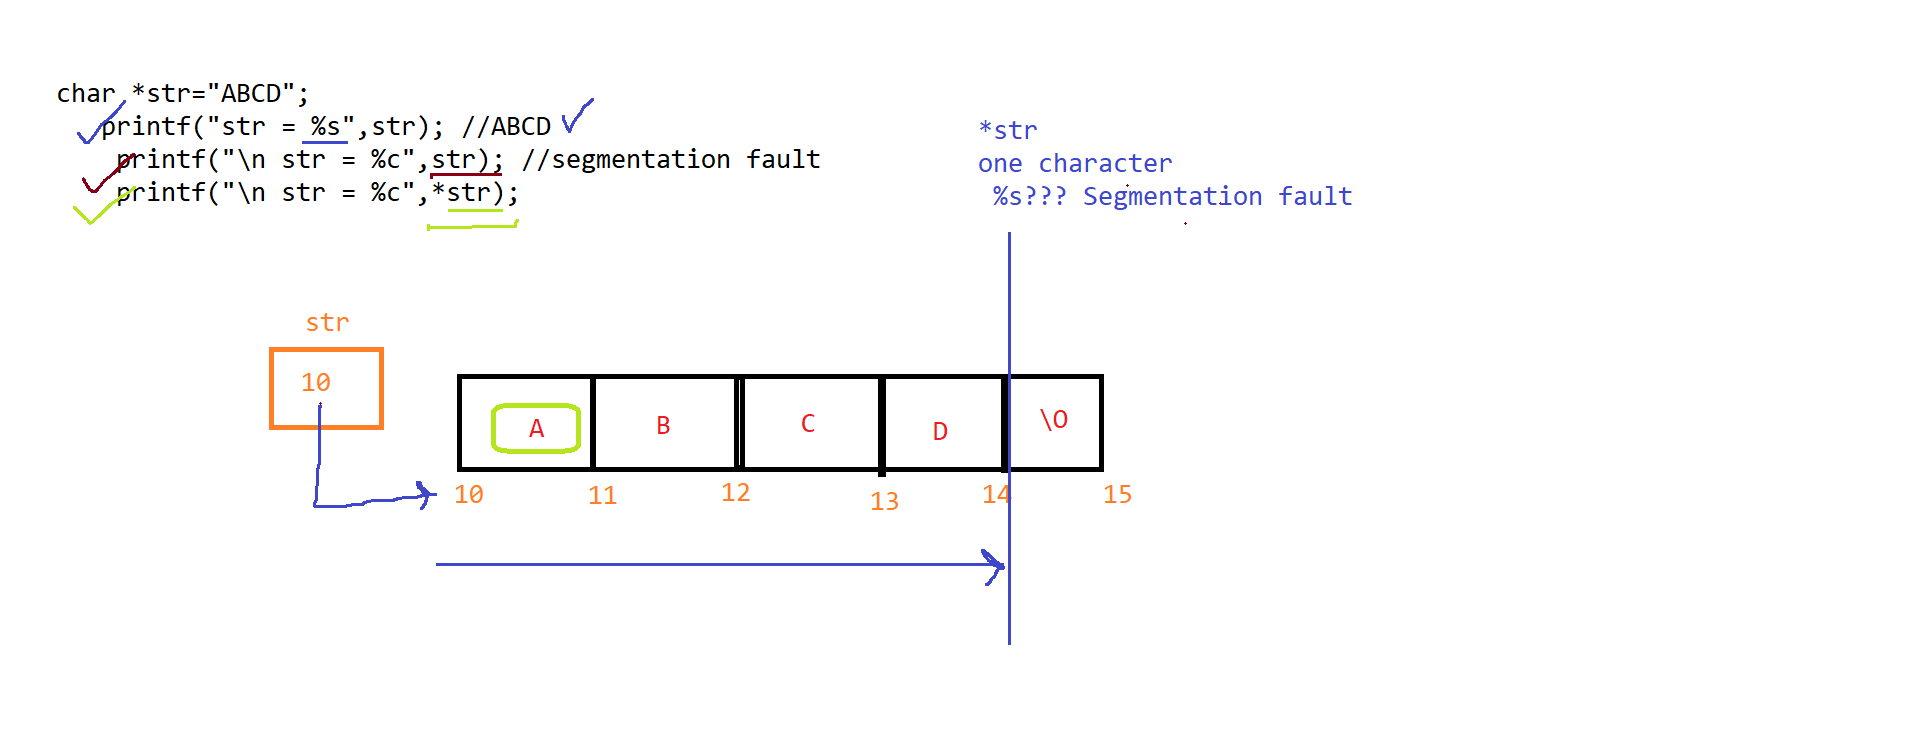 char *str="ABCD";
printf("str = %s",str); //ABCD
printf("\n str = %c",str); //segmentation fault
printf("\n str = %c",*str);
*str
one character
%s??? Segmentation fault
str
10
A B C D \0
10 11 12 13 14 15